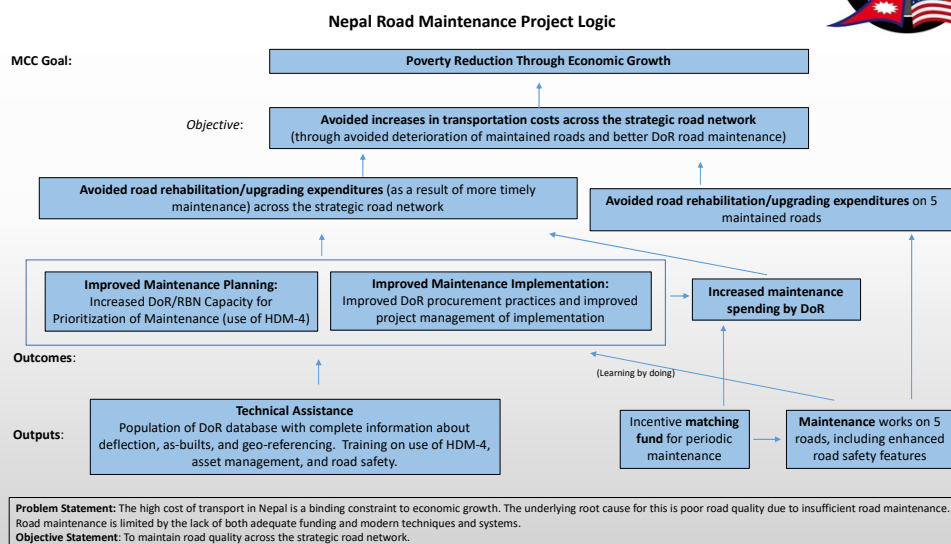 Nepal Road Maintenance Project Logic
MCC Goal:
Poverty Reduction Through Economic Growth
Objective:
Avoided increases in transportation costs across the strategic road network
(through avoided deterioration of maintained roads and better DoR road maintenance)
Avoided road rehabilitation/upgrading expenditures (as a result of more timely
maintenance) across the strategic road network
Avoided road rehabilitation/upgrading expenditures on 5
maintained roads
Improved Maintenance Planning:
Increased DoR/RBN Capacity for
Prioritization of Maintenance (use of HDM-4)
Improved Maintenance Implementation:
Improved DoR procurement practices and improved
project management of implementation
Increased maintenance
spending by DoR
Outcomes:
(Learning by doing)
Outputs:
Technical Assistance
Population of DoR database with complete information about
deflection, as-builts, and geo-referencing. Training on use of HDM-4,
asset management, and road safety.
Incentive matching
fund for periodic
maintenance
Maintenance works on 5
roads, including enhanced
road safety features
Problem Statement: The high cost of transport in Nepal is a binding constraint to economic growth. The underlying root cause for this is poor road quality due to insufficient road maintenance.
Road maintenance is limited by the lack of both adequate funding and modern techniques and systems.
Objective Statement: To maintain road quality across the strategic road network.